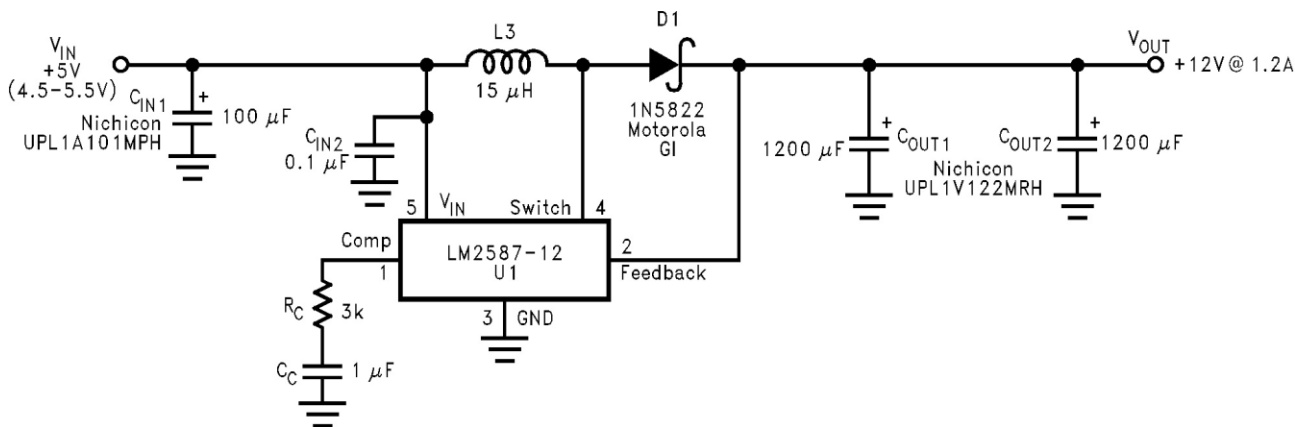 V_IN
+5V
(4.5–5.5V)
C_IN1
Nichicon
UPL1A101MPH
+
100 μF
C_IN2
0.1 μF
L3
15 μH
D1
1N5822
Motorola
GI
V_OUT
+12V @ 1.2A
1200 μF
+
C_OUT1
C_OUT2
+
1200 μF
Nichicon
UPL1V122MRH
5
V_IN
Switch
4
Comp
1
LM2587-12
U1
2
Feedback
3
GND
R_C
3k
C_C
1 μF